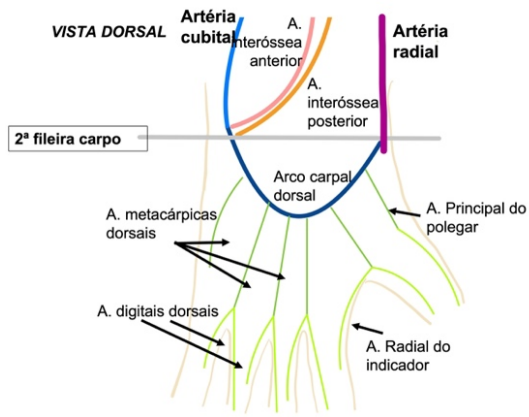 VISTA DORSAL
Artéria
cubital
A.
interóssea
anterior
Artéria
radial
A.
interóssea
posterior
2ª fileira carpo
Arco carpal
dorsal
A. metacárpicas
dorsais
A. Principal do
polegar
A. digitais dorsais
A. Radial do
indicador